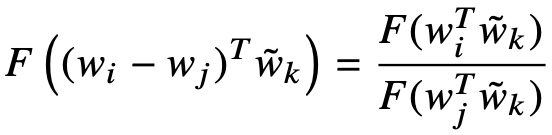 F((w_i − w_j)^T w̃_k) = F(w_i^T w̃_k) / F(w_j^T w̃_k)